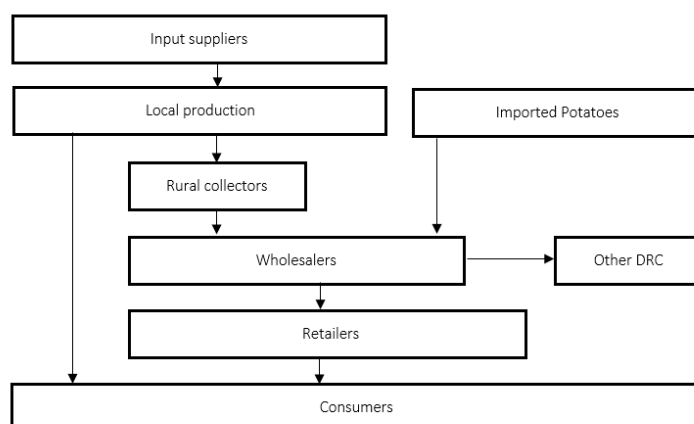 Input suppliers
Local production
Imported Potatoes
Rural collectors
Wholesalers
Other DRC
Retailers
Consumers